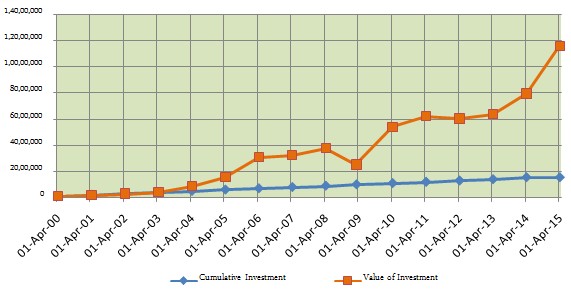 1,40,00,000
1,20,00,000
1,00,00,000
80,00,000
60,00,000
40,00,000
20,00,000
0
01-Apr-00
01-Apr-01
01-Apr-02
01-Apr-03
01-Apr-04
01-Apr-05
01-Apr-06
01-Apr-07
01-Apr-08
01-Apr-09
01-Apr-10
01-Apr-11
01-Apr-12
01-Apr-13
01-Apr-14
01-Apr-15
Cumulative Investment
Value of Investment